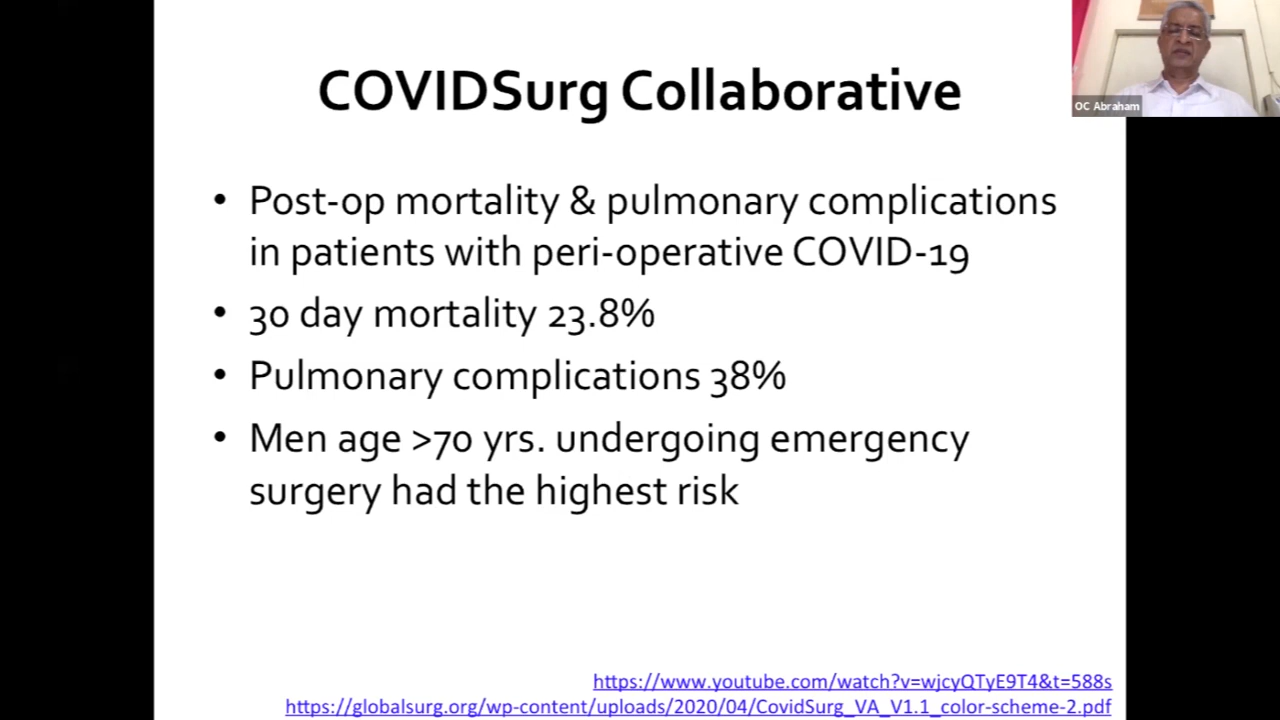 COVIDSurg Collaborative
OC Abraham
• Post-op mortality & pulmonary complications
in patients with peri-operative COVID-19
• 30 day mortality 23.8%
• Pulmonary complications 38%
• Men age >70 yrs. undergoing emergency
surgery had the highest risk
https://www.youtube.com/watch?v=wjcyQTyE9T4&t=588s
https://globalsurg.org/wp-content/uploads/2020/04/CovidSurg_VA_V1.1_color-scheme-2.pdf